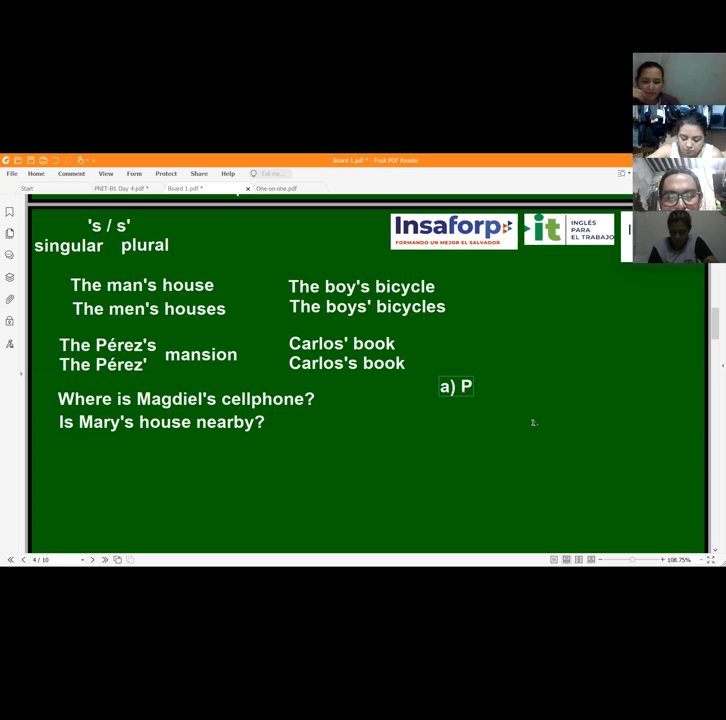 Board 1.pdf * - Foxit PDF Reader
File Home Comment View Form Protect Share Help Tell me...
Start PNIT-B1 Day 4.pdf * Board 1.pdf * One-on-one.pdf
's / s'
singular plural
Insaforp
FORMANDO UN MEJOR EL SALVADOR
it INGLÉS PARA EL TRABAJO
The man's house
The men's houses
The boy's bicycle
The boys' bicycles
The Pérez's
The Pérez'
mansion
Carlos' book
Carlos's book
a) P
Where is Magdiel's cellphone?
Is Mary's house nearby?
4 / 10
108.75%